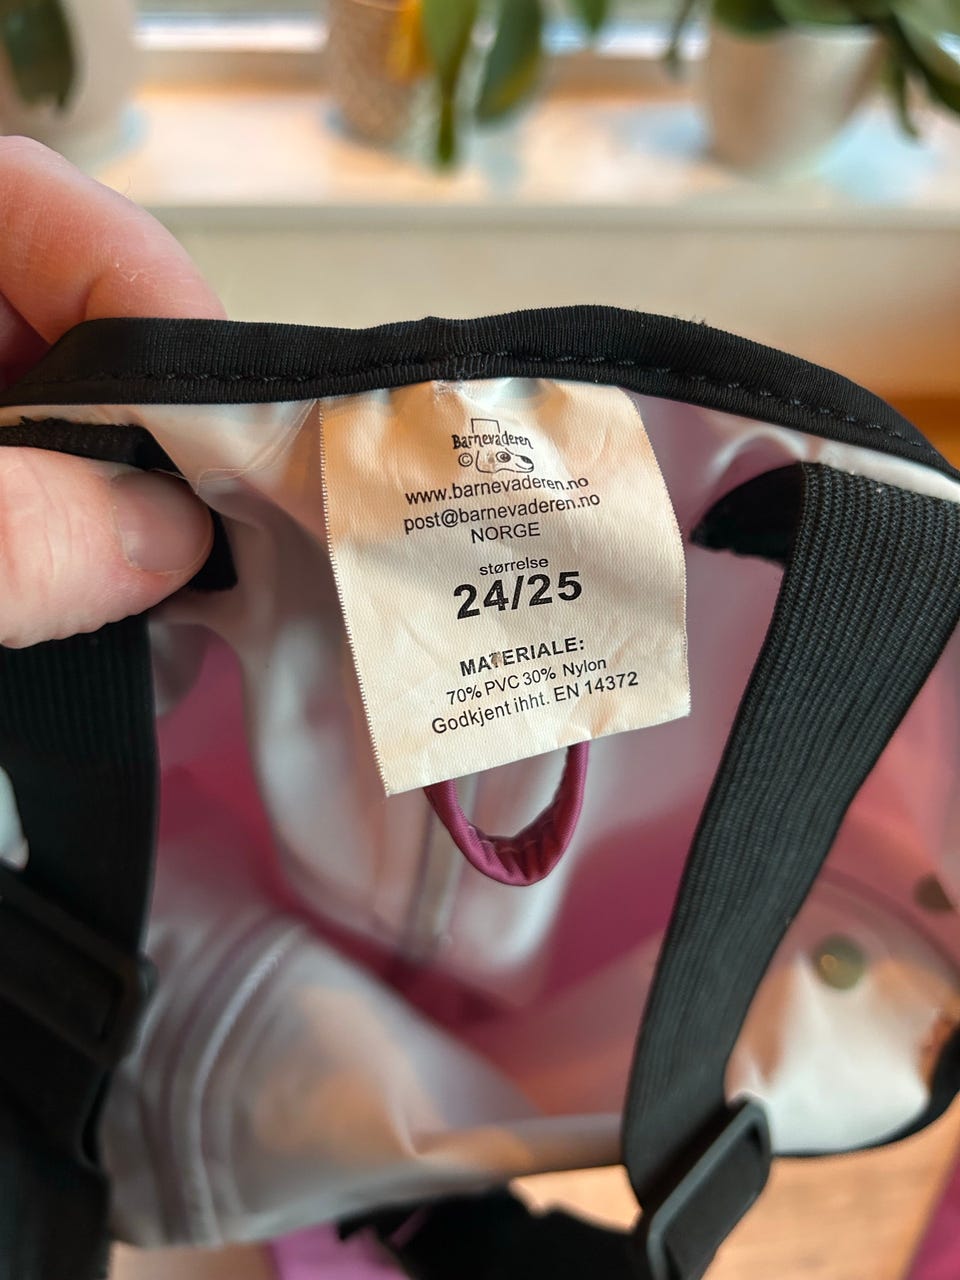 Barnevaderen
©
www.barnevaderen.no
post@barnevaderen.no
NORGE
størrelse
24/25
MATERIALE:
70% PVC 30% Nylon
Godkjent ihht. EN 14372